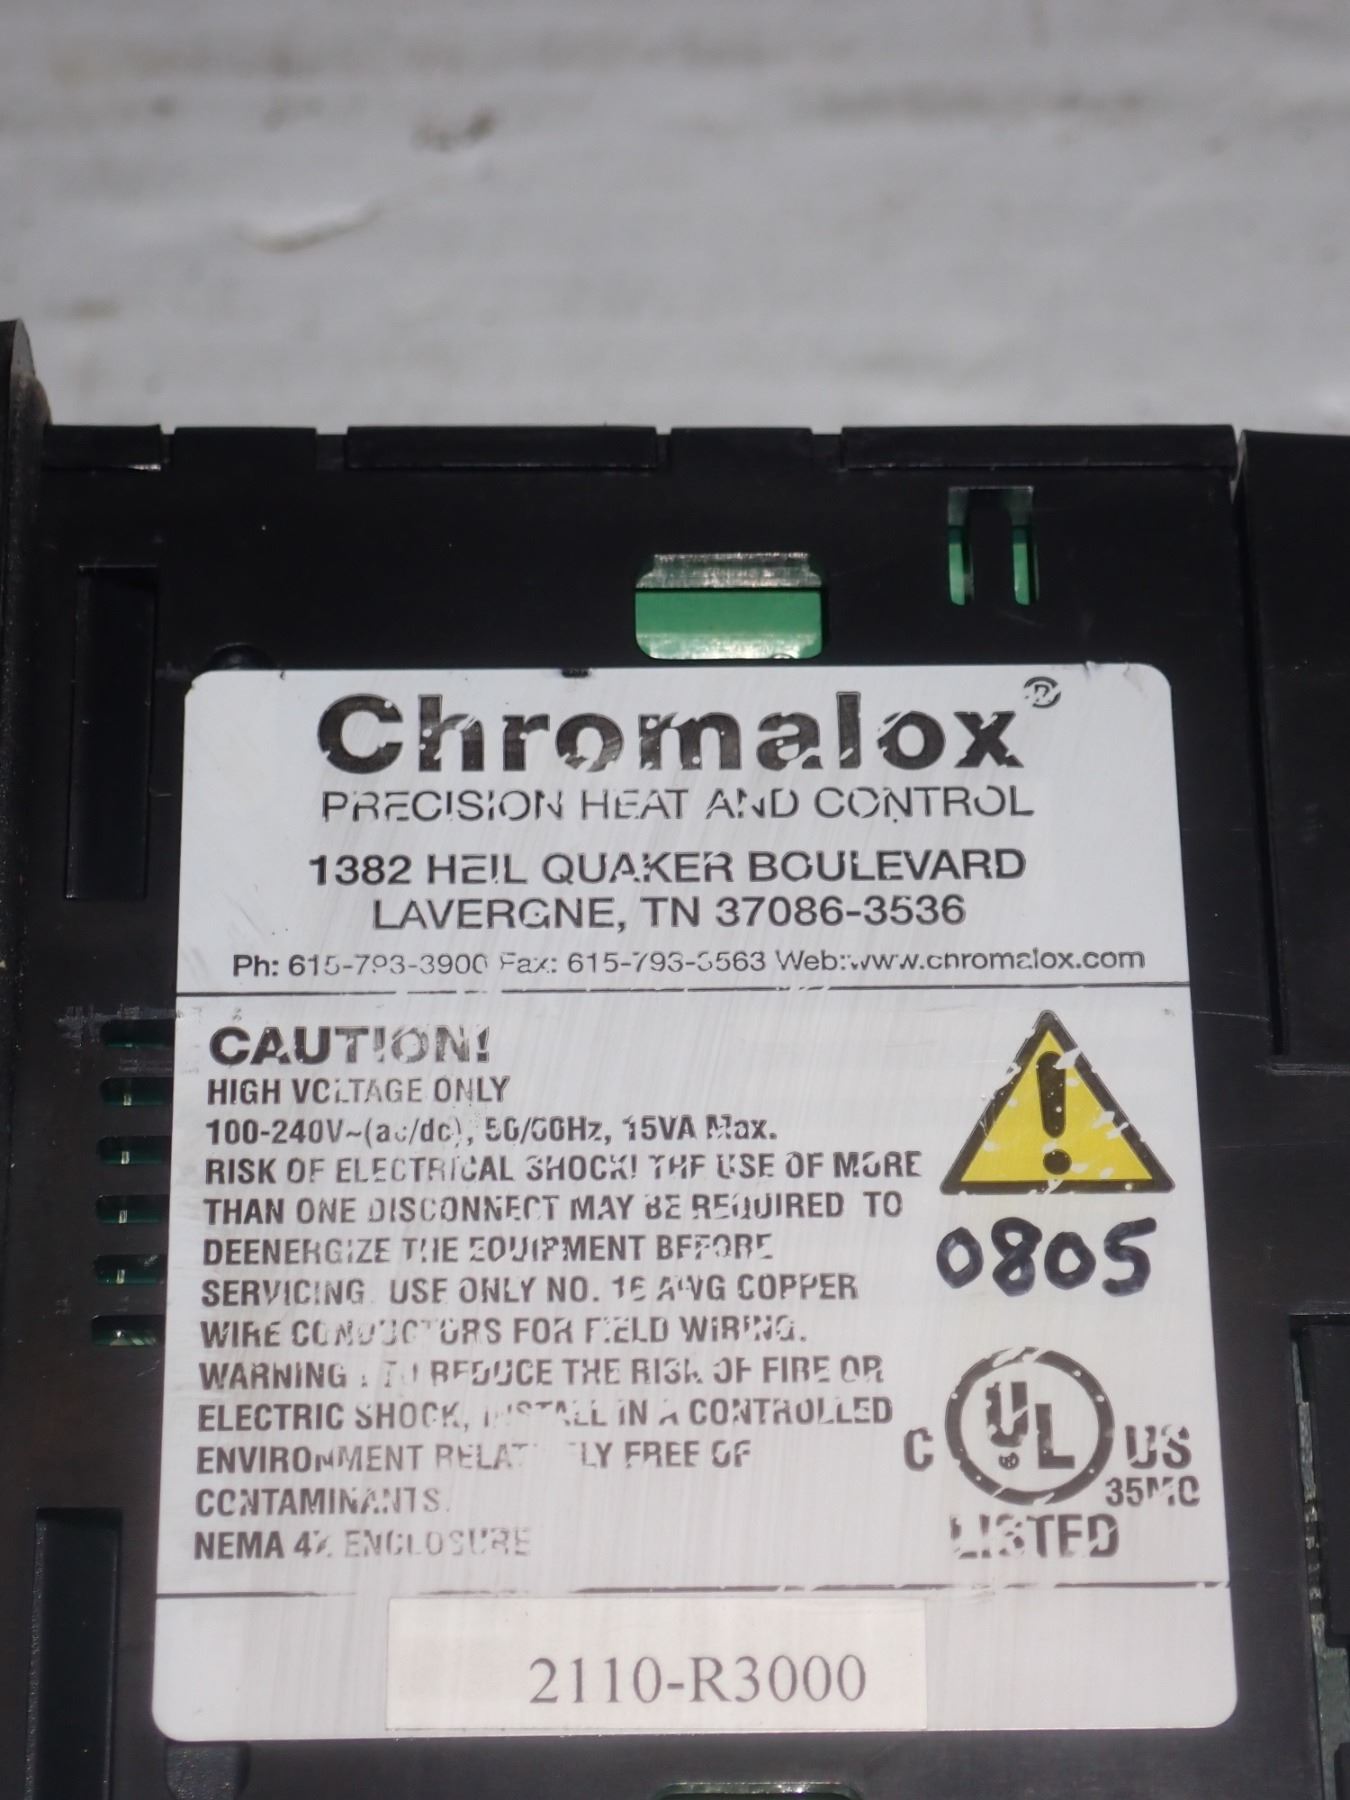 Chromalox®
PRECISION HEAT AND CONTROL
1382 HEIL QUAKER BOULEVARD
LAVERGNE, TN 37086-3536
Ph: 615-793-3900 Fax: 615-793-3563 Web:www.chromalox.com
CAUTION!
HIGH VOLTAGE ONLY
100-240V~(ac/dc), 50/60Hz, 15VA Max.
RISK OF ELECTRICAL SHOCK! THE USE OF MORE
THAN ONE DISCONNECT MAY BE REQUIRED TO
DEENERGIZE THE EQUIPMENT BEFORE
SERVICING. USE ONLY NO. 16 AWG COPPER
WIRE CONDUCTORS FOR FIELD WIRING.
WARNING : TO REDUCE THE RISK OF FIRE OR
ELECTRIC SHOCK, INSTALL IN A CONTROLLED
ENVIRONMENT RELATIVELY FREE OF
CONTAMINANTS.
NEMA 4X ENCLOSURE
0805
C UL US
35MC
LISTED
2110-R3000